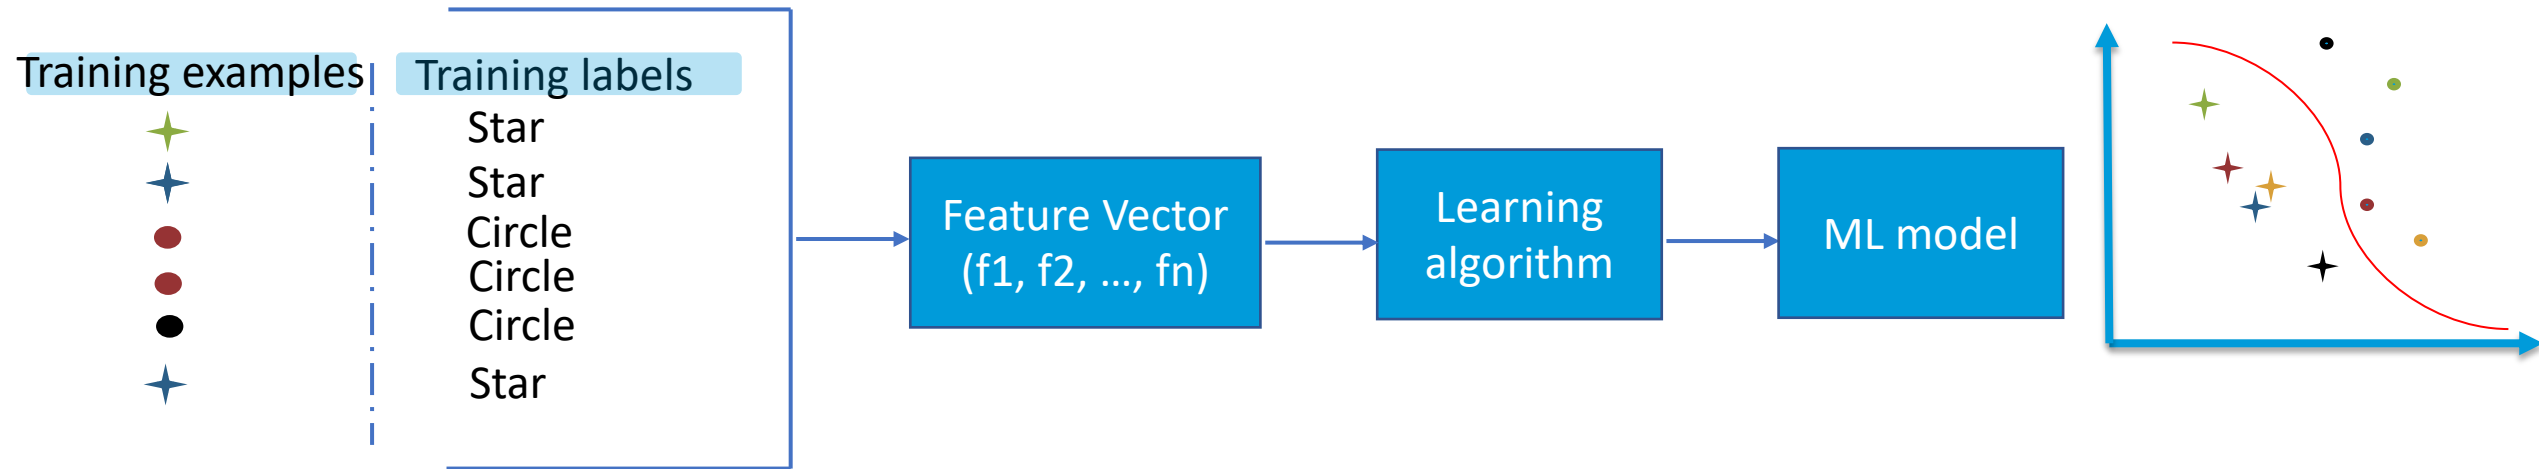 Training examples
Training labels
Star
Star
Circle
Circle
Circle
Star
Feature Vector
(f1, f2, ..., fn)
Learning
algorithm
ML model